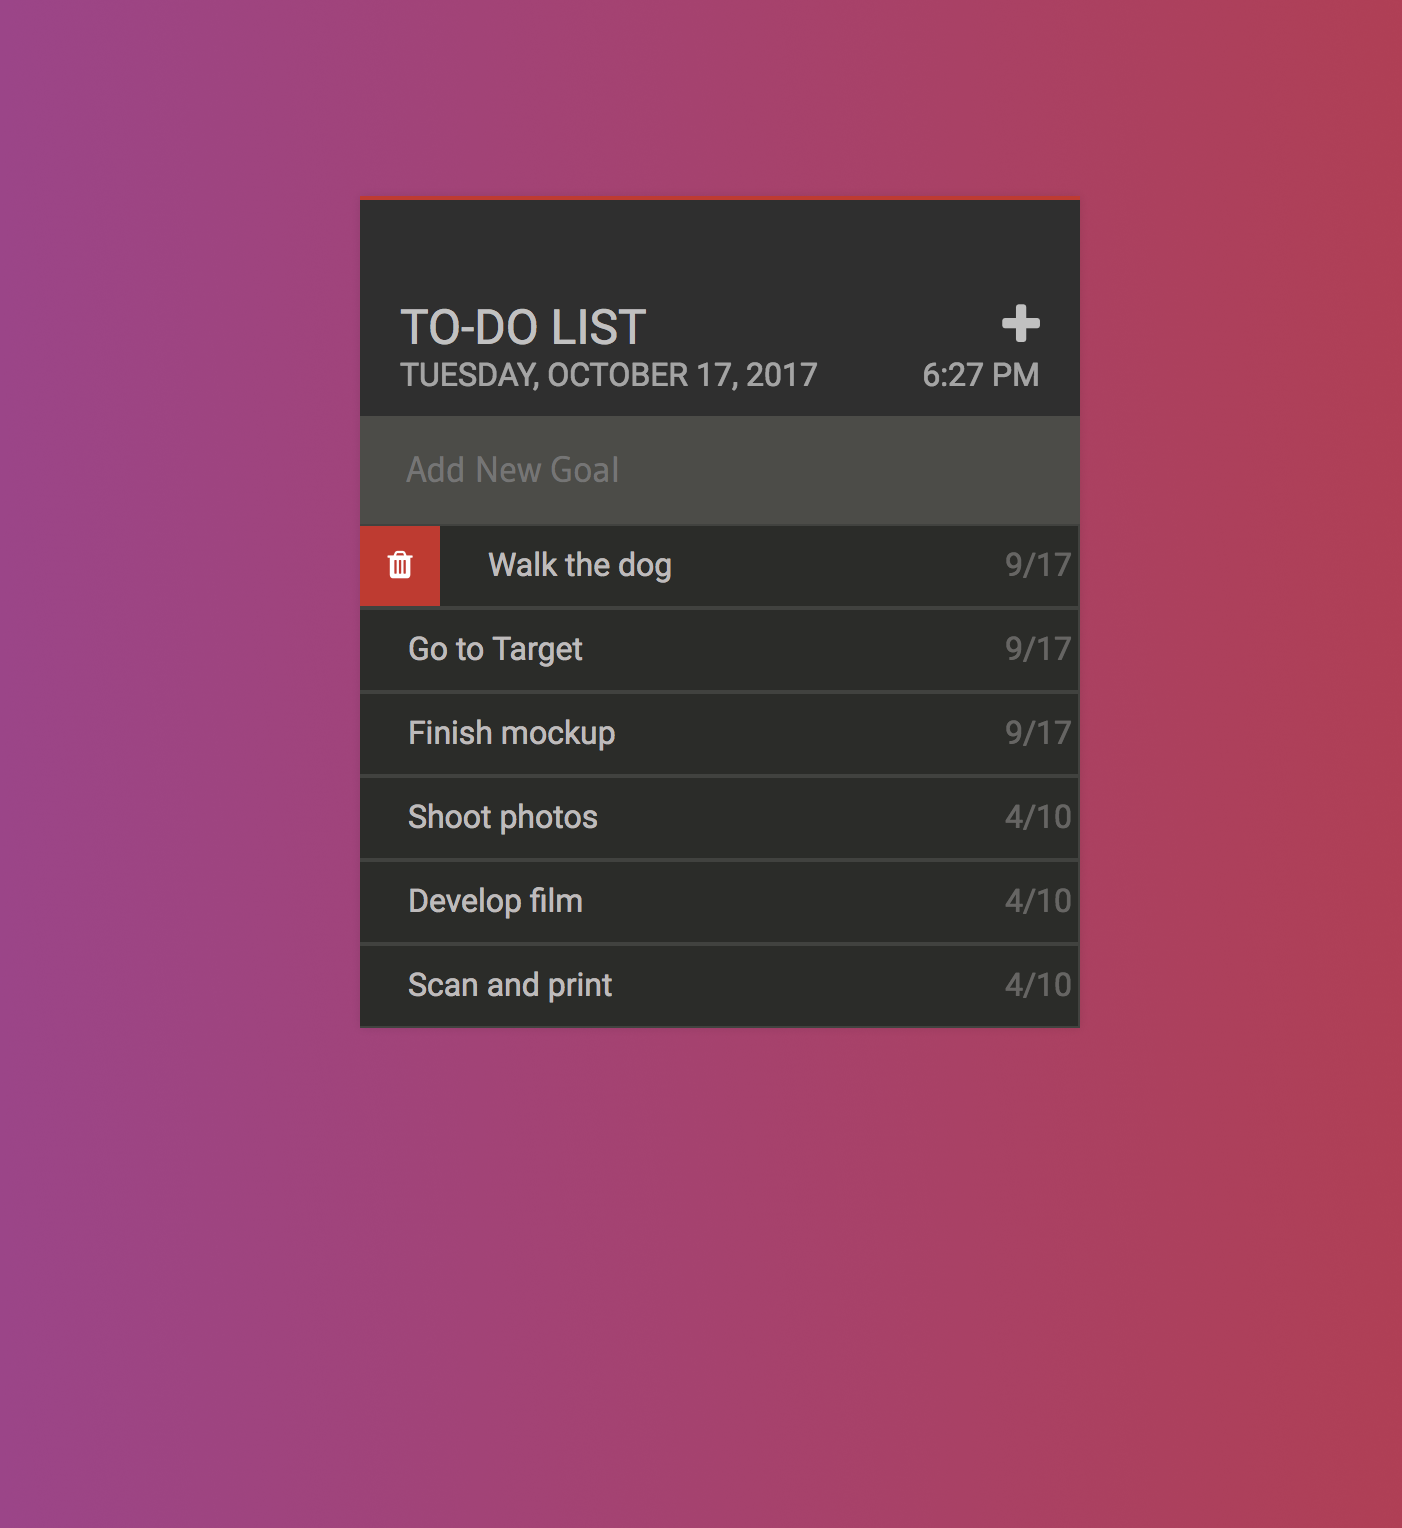 TO-DO LIST
TUESDAY, OCTOBER 17, 2017 6:27 PM
Add New Goal
Walk the dog 9/17
Go to Target 9/17
Finish mockup 9/17
Shoot photos 4/10
Develop film 4/10
Scan and print 4/10